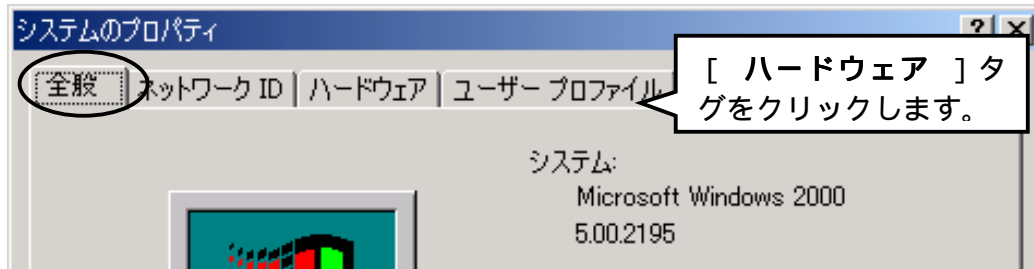 システムのプロパティ
全般 ネットワーク ID ハードウェア ユーザー プロファイル
[ ハードウェア ]タ
グをクリックします。
システム:
Microsoft Windows 2000
5.00.2195